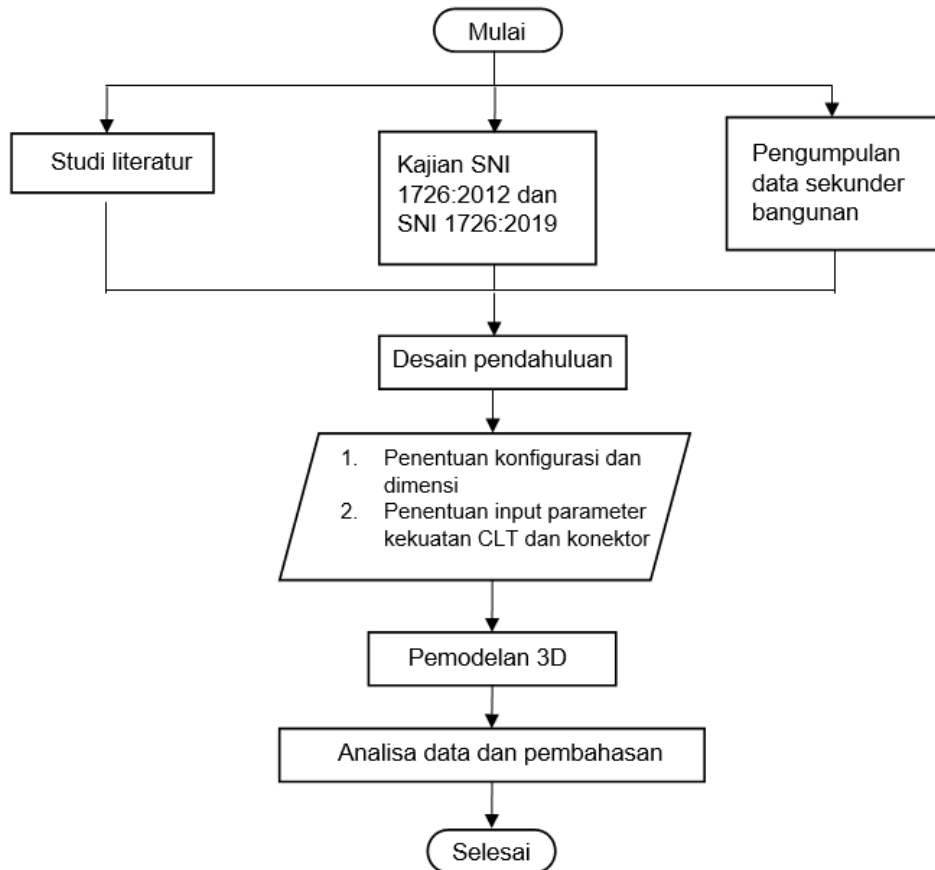 Mulai
Studi literatur
Kajian SNI
1726:2012 dan
SNI 1726:2019
Pengumpulan
data sekunder
bangunan
Desain pendahuluan
1. Penentuan konfigurasi dan
dimensi
2. Penentuan input parameter
kekuatan CLT dan konektor
Pemodelan 3D
Analisa data dan pembahasan
Selesai